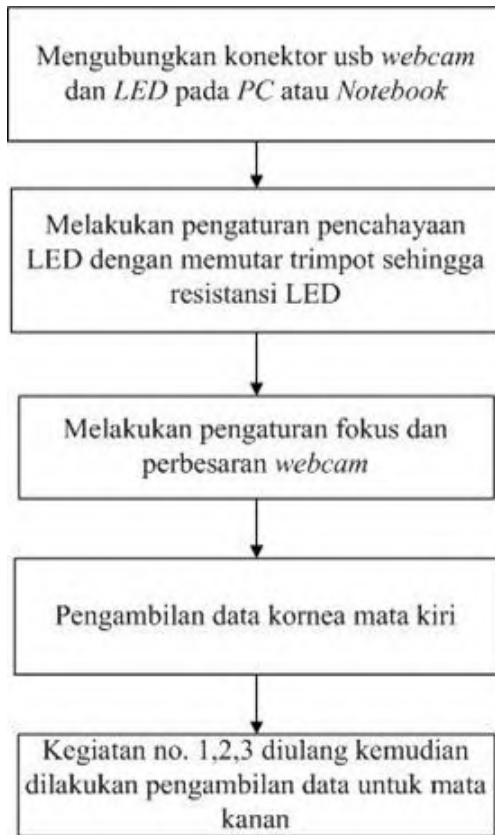 Mengubungkan konektor usb webcam
dan LED pada PC atau Notebook
Melakukan pengaturan pencahayaan
LED dengan memutar trimpot sehingga
resistansi LED
Melakukan pengaturan fokus dan
perbesaran webcam
Pengambilan data kornea mata kiri
Kegiatan no. 1,2,3 diulang kemudian
dilakukan pengambilan data untuk mata
kanan